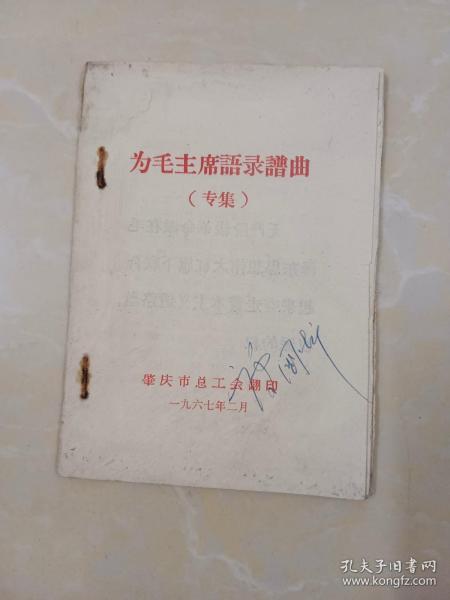 为毛主席語录譜曲
（专集）
肇庆市总工会翻印
一九六七年二月
孔夫子旧书网
www.kongfz.com